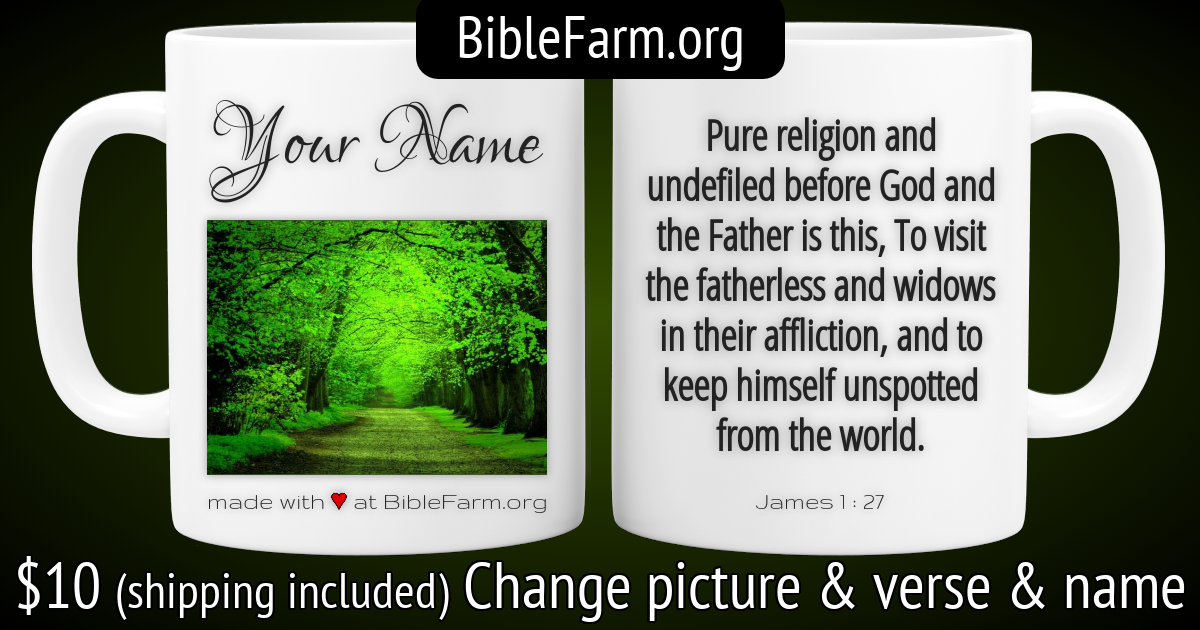 BibleFarm.org
Your Name
made with ♥ at BibleFarm.org
Pure religion and
undefiled before God and
the Father is this, To visit
the fatherless and widows
in their affliction, and to
keep himself unspotted
from the world.
James 1 : 27
$10 (shipping included) Change picture & verse & name